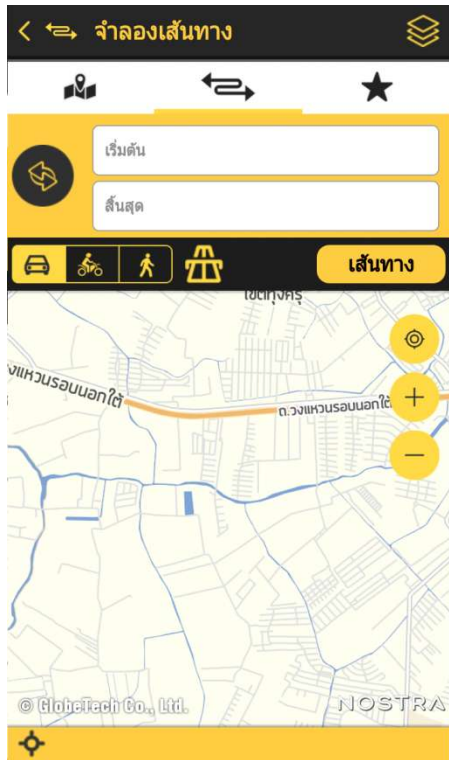 จำลองเส้นทาง
เริ่มต้น
สิ้นสุด
เส้นทาง
เขตทุ่งครุ
วงแหวนรอบนอกใต้
ถ.วงแหวนรอบนอกใต้
© GlobeTech Co., Ltd.
NOSTRA